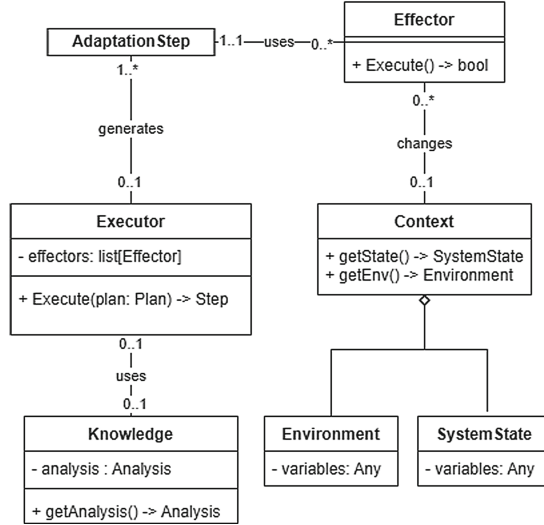 Effector
AdaptationStep
1..1
uses
0..*
+ Execute() -> bool
1..*
0..*
generates
changes
0..1
0..1
Executor
Context
- effectors: list[Effector]
+ getState() -> SystemState
+ getEnv() -> Environment
+ Execute(plan: Plan) -> Step
0..1
uses
0..1
Knowledge
Environment
SystemState
- analysis : Analysis
- variables: Any
- variables: Any
+ getAnalysis() -> Analysis